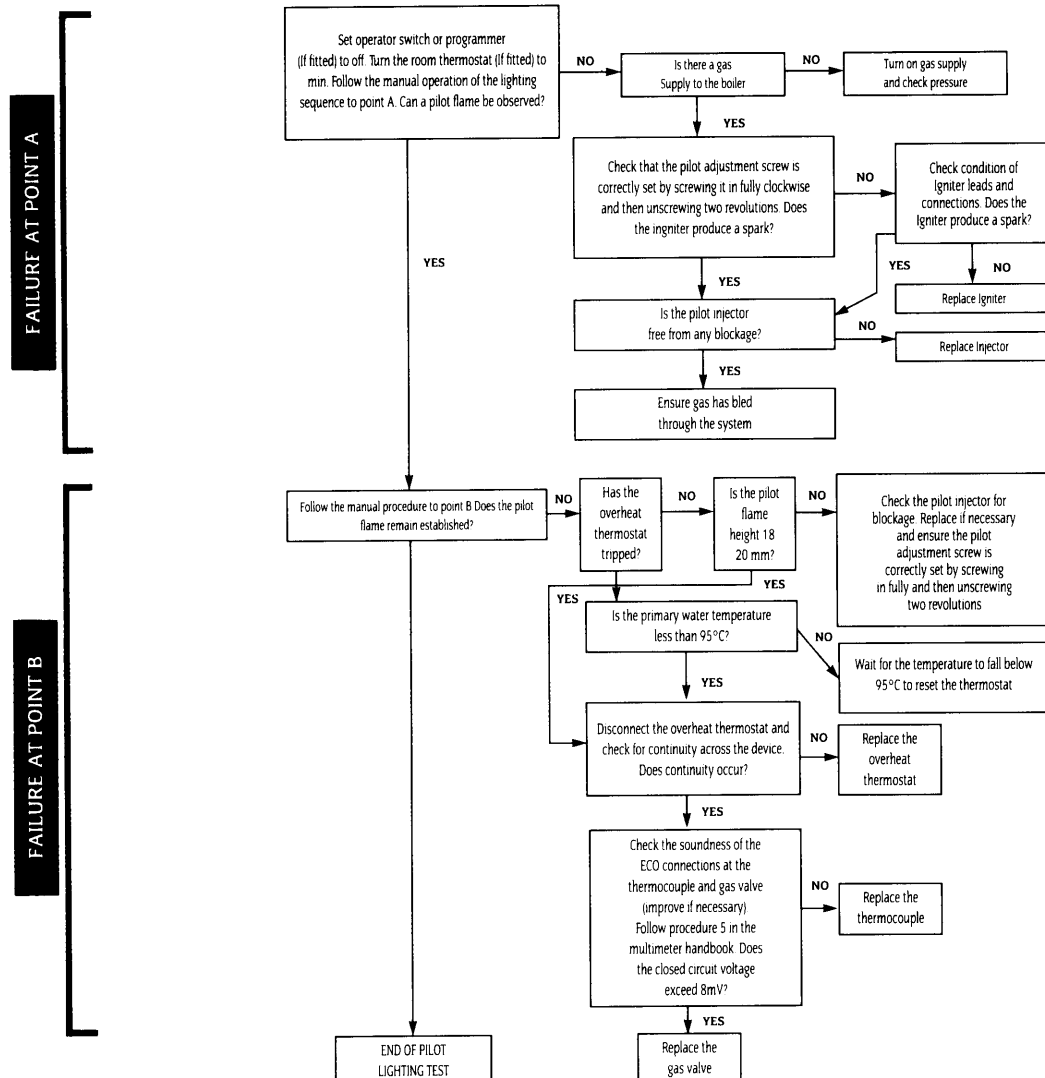 FAILURE AT POINT A
Set operator switch or programmer
(If fitted) to off. Turn the room thermostat (If fitted) to
min. Follow the manual operation of the lighting
sequence to point A. Can a pilot flame be observed?
NO
Is there a gas
Supply to the boiler
NO
Turn on gas supply
and check pressure
YES
Check that the pilot adjustment screw is
correctly set by screwing it in fully clockwise
and then unscrewing two revolutions. Does
the ingniter produce a spark?
NO
Check condition of
Igniter leads and
connections. Does the
Igniter produce a spark?
YES
YES
YES
NO
Replace Igniter
Is the pilot injector
free from any blockage?
NO
Replace Injector
YES
Ensure gas has bled
through the system
FAILURE AT POINT B
Follow the manual procedure to point B Does the pilot
flame remain established?
NO
Has the
overheat
thermostat
tripped?
NO
Is the pilot
flame
height 18
20 mm?
NO
Check the pilot injector for
blockage. Replace if necessary
and ensure the pilot
adjustment screw is
correctly set by screwing
in fully and then unscrewing
two revolutions
YES
YES
Is the primary water temperature
less than 95°C?
NO
Wait for the temperature to fall below
95°C to reset the thermostat
YES
Disconnect the overheat thermostat and
check for continuity across the device.
Does continuity occur?
NO
Replace the
overheat
thermostat
YES
Check the soundness of the
ECO connections at the
thermocouple and gas valve
(improve if necessary)
Follow procedure 5 in the
multimeter handbook. Does
the closed circuit voltage
exceed 8mV?
NO
Replace the
thermocouple
YES
END OF PILOT
LIGHTING TEST
Replace the
gas valve